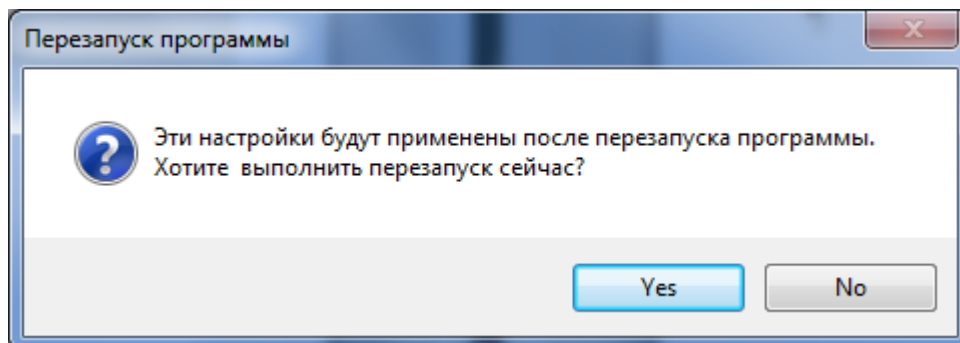 Перезапуск программы
Эти настройки будут применены после перезапуска программы.
Хотите  выполнить перезапуск сейчас?
Yes No